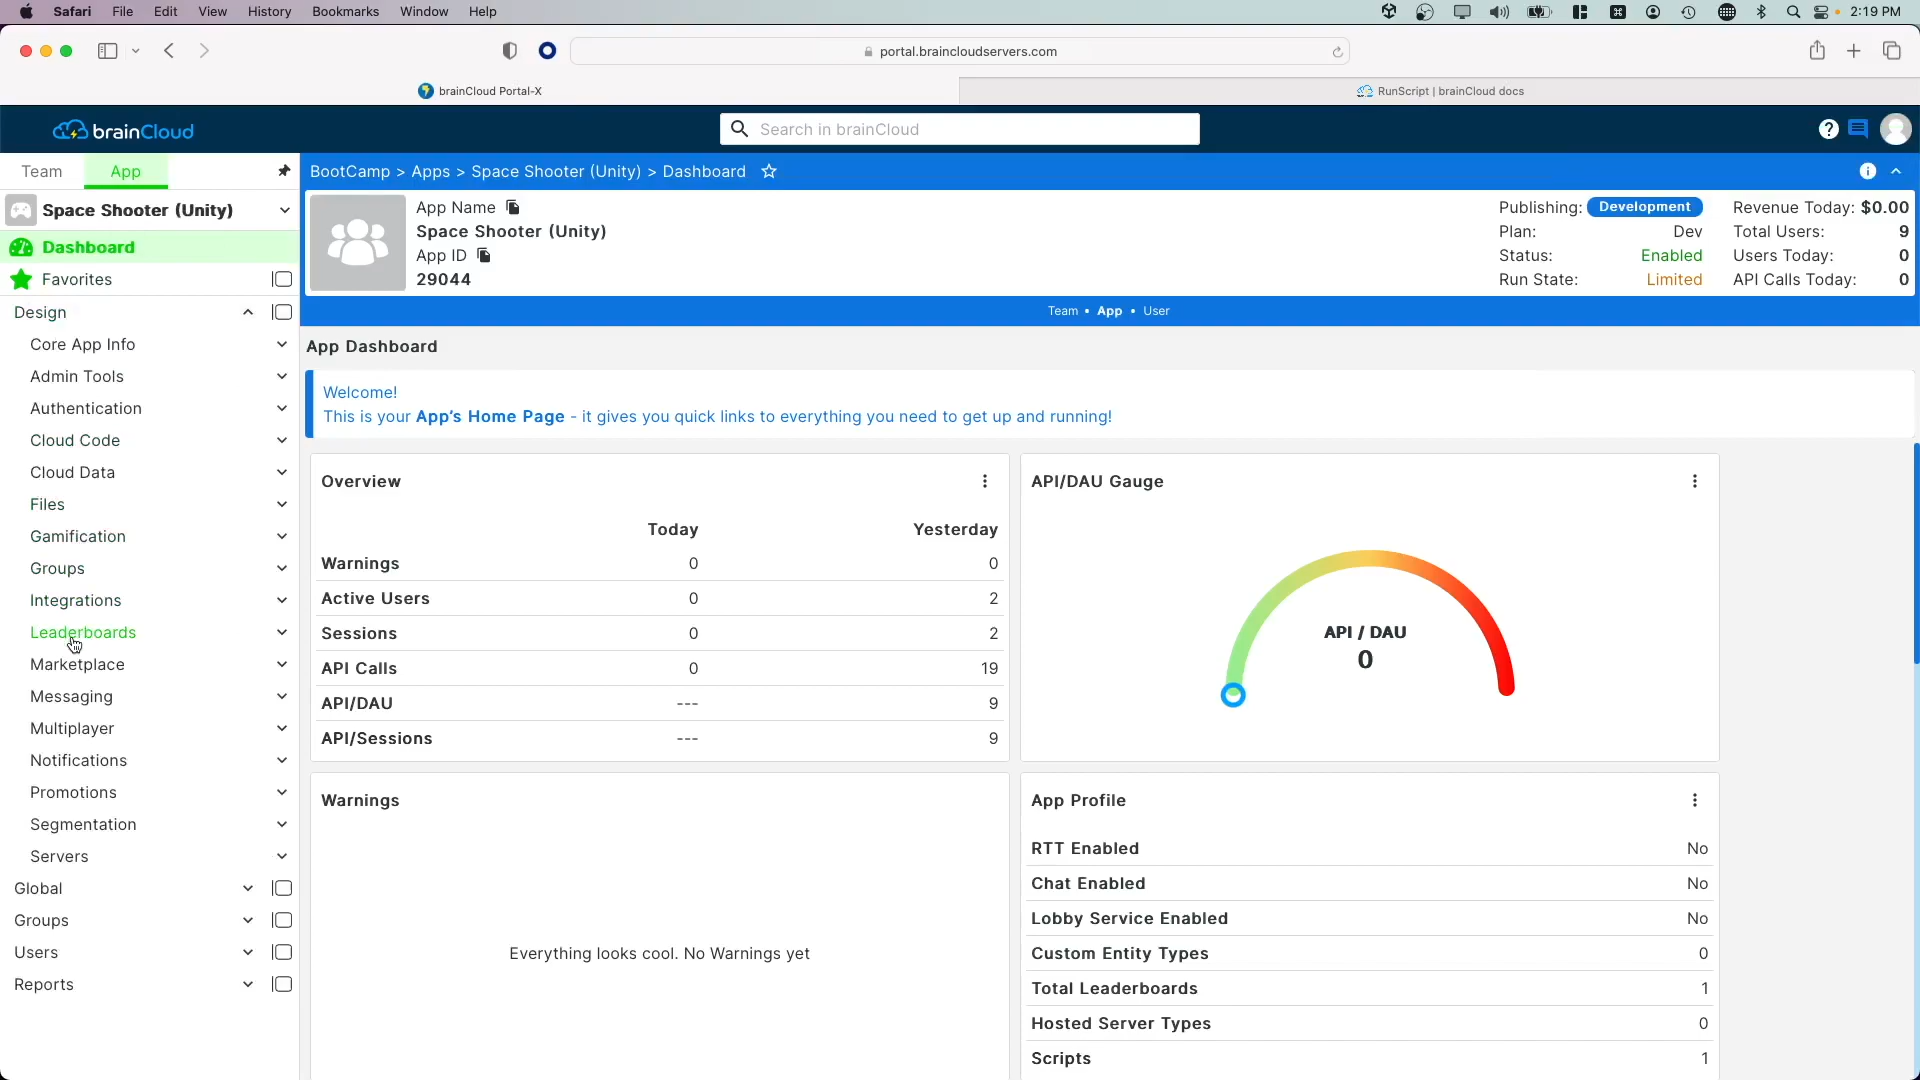 Safari File Edit View History Bookmarks Window Help 2:19 PM
portal.braincloudservers.com
brainCloud Portal-X
RunScript | brainCloud docs
brainCloud
Search in brainCloud
Team App
BootCamp > Apps > Space Shooter (Unity) > Dashboard
Space Shooter (Unity)
Dashboard
Favorites
Design
Core App Info
Admin Tools
Authentication
Cloud Code
Cloud Data
Files
Gamification
Groups
Integrations
Leaderboards
Marketplace
Messaging
Multiplayer
Notifications
Promotions
Segmentation
Servers
Global
Groups
Users
Reports
App Name
Space Shooter (Unity)
App ID
29044
Publishing: Development
Plan: Dev
Status: Enabled
Run State: Limited
Revenue Today: $0.00
Total Users: 9
Users Today: 0
API Calls Today: 0
Team • App • User
App Dashboard
Welcome!
This is your App's Home Page - it gives you quick links to everything you need to get up and running!
Overview
Today Yesterday
Warnings 0 0
Active Users 0 2
Sessions 0 2
API Calls 0 19
API/DAU --- 9
API/Sessions --- 9
API/DAU Gauge
API / DAU
0
Warnings
Everything looks cool. No Warnings yet
App Profile
RTT Enabled No
Chat Enabled No
Lobby Service Enabled No
Custom Entity Types 0
Total Leaderboards 1
Hosted Server Types 0
Scripts 1